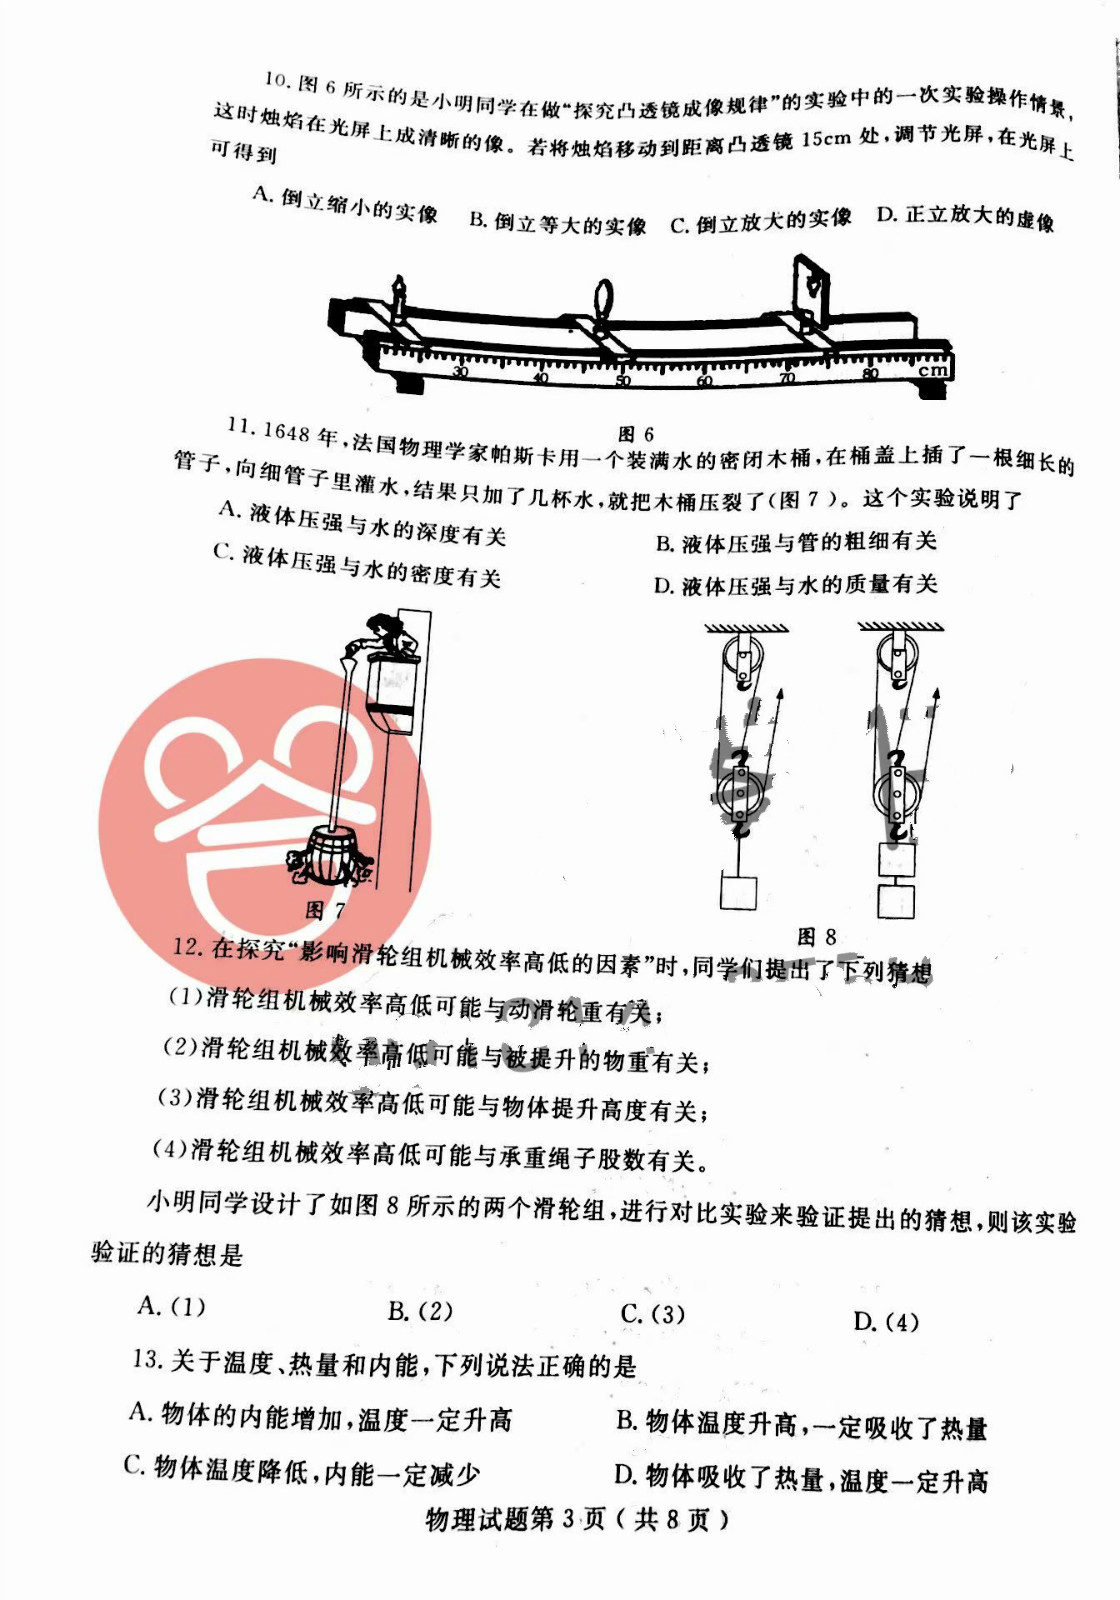 10. 图 6 所示的是小明同学在做“探究凸透镜成像规律”的实验中的一次实验操作情景，
这时烛焰在光屏上成清晰的像。若将烛焰移动到距离凸透镜 15cm 处，调节光屏，在光屏上
可得到
A. 倒立缩小的实像 B. 倒立等大的实像 C. 倒立放大的实像 D. 正立放大的虚像
30 40 50 60 70 80 cm
图 6
11. 1648 年，法国物理学家帕斯卡用一个装满水的密闭木桶，在桶盖上插了一根细长的
管子，向细管子里灌水，结果只加了几杯水，就把木桶压裂了(图 7)。这个实验说明了
A. 液体压强与水的深度有关 B. 液体压强与管的粗细有关
C. 液体压强与水的密度有关 D. 液体压强与水的质量有关
图 7
图 8
12. 在探究“影响滑轮组机械效率高低的因素”时，同学们提出了下列猜想
(1)滑轮组机械效率高低可能与动滑轮重有关；
(2)滑轮组机械效率高低可能与被提升的物重有关；
(3)滑轮组机械效率高低可能与物体提升高度有关；
(4)滑轮组机械效率高低可能与承重绳子股数有关。
小明同学设计了如图 8 所示的两个滑轮组，进行对比实验来验证提出的猜想，则该实验
验证的猜想是
A. (1) B. (2) C. (3) D. (4)
13. 关于温度、热量和内能，下列说法正确的是
A. 物体的内能增加，温度一定升高 B. 物体温度升高，一定吸收了热量
C. 物体温度降低，内能一定减少 D. 物体吸收了热量，温度一定升高
物理试题第 3 页（共 8 页）